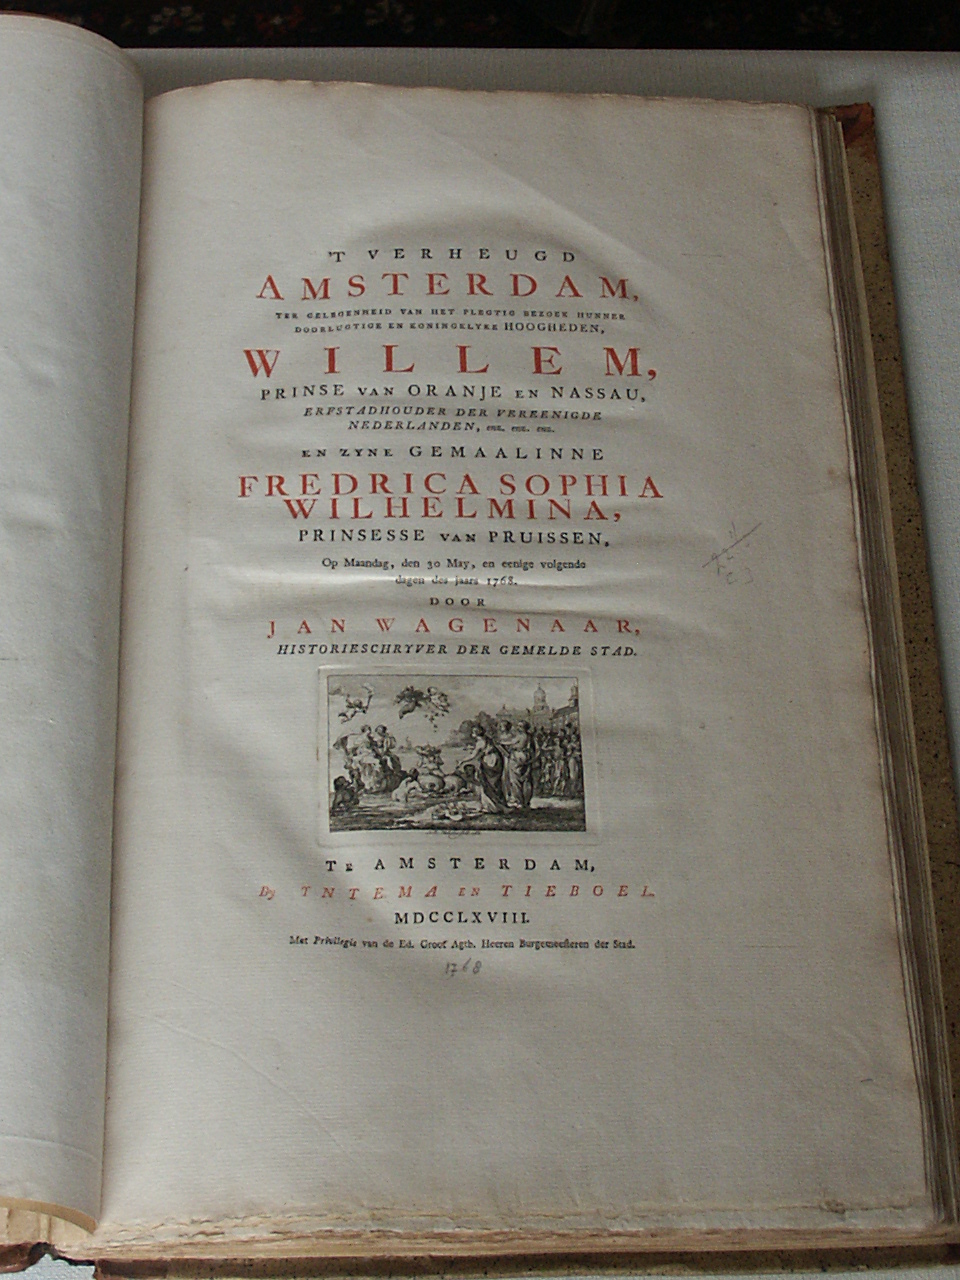 'T VERHEUGD
AMSTERDAM,
TER GELEGENHEID VAN HET PLEGTIG BEZOEK HUNNER
DOORLUGTIGE EN KONINGELYKE HOOGHEDEN,
WILLEM,
PRINSE VAN ORANJE EN NASSAU,
ERFSTADHOUDER DER VEREENIGDE
NEDERLANDEN, enz. enz. enz.
EN ZYNE GEMAALINNE
FREDRICA SOPHIA
WILHELMINA,
PRINSESSE VAN PRUISSEN,
Op Maandag, den 30 May, en eenige volgende
dagen des jaars 1768.
DOOR
JAN WAGENAAR,
HISTORIESCHRYVER DER GEMELDE STAD.
TE AMSTERDAM,
By YNTEMA EN TIEBOEL.
MDCCLXVIII.
Met Privilegie van de Ed. Groot Agtb. Heeren Burgemeesteren der Stad.
1768